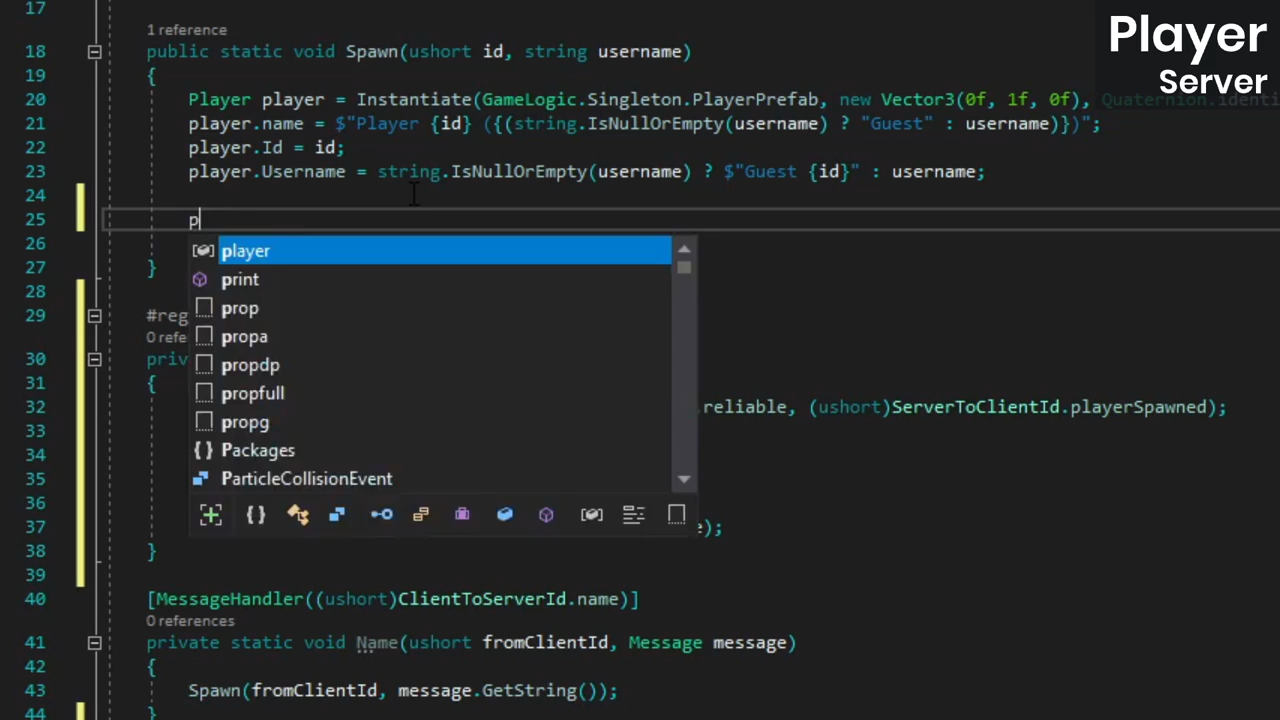 Player
Server
17
1 reference
18 public static void Spawn(ushort id, string username)
19 {
20 Player player = Instantiate(GameLogic.Singleton.PlayerPrefab, new Vector3(0f, 1f, 0f), Quaternion.identi
21 player.name = $"Player {id} ({(string.IsNullOrEmpty(username) ? "Guest" : username)})";
22 player.Id = id;
23 player.Username = string.IsNullOrEmpty(username) ? $"Guest {id}" : username;
24
25 p
player
26
print
27 }
28
prop
29 #reg
0 refe
propa
30 priv
propdp
31 {
propfull
32 .reliable, (ushort)ServerToClientId.playerSpawned);
propg
33
34
Packages
35
ParticleCollisionEvent
36
37 e);
38 }
39
40 [MessageHandler((ushort)ClientToServerId.name)]
0 references
41 private static void Name(ushort fromClientId, Message message)
42 {
43 Spawn(fromClientId, message.GetString());
44 }